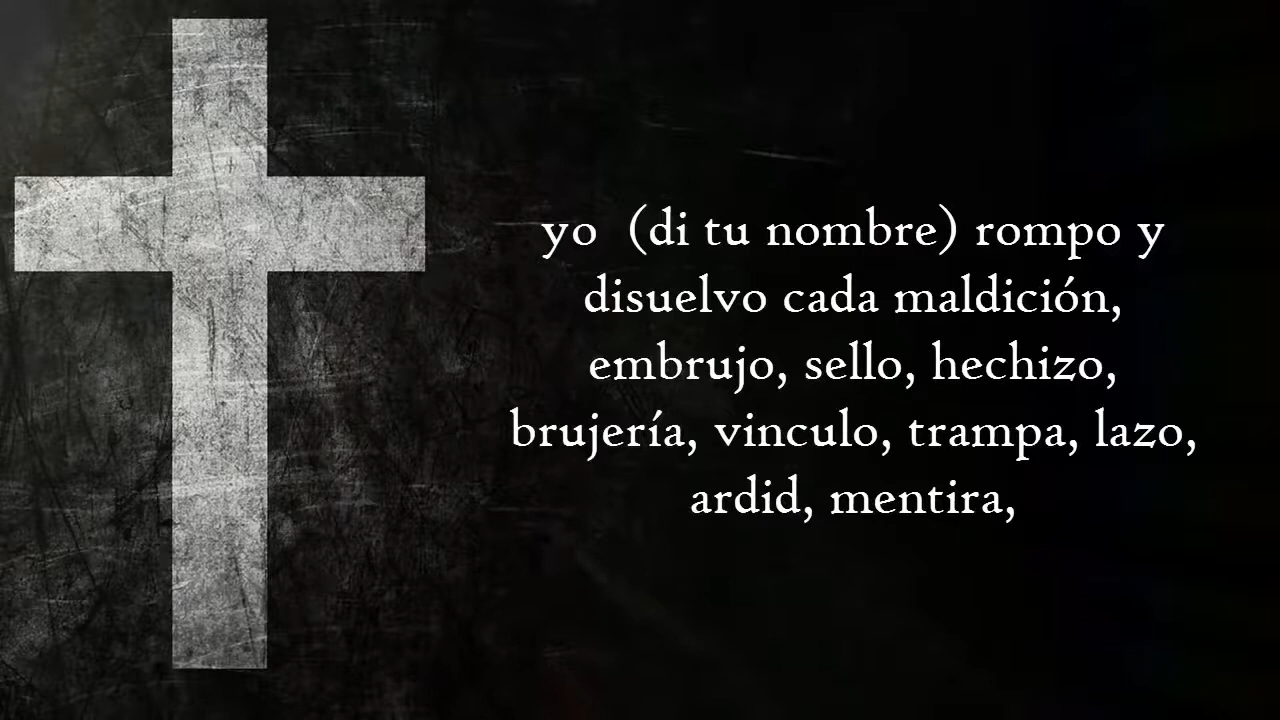 yo (di tu nombre) rompo y
disuelvo cada maldición,
embrujo, sello, hechizo,
brujería, vinculo, trampa, lazo,
ardid, mentira,